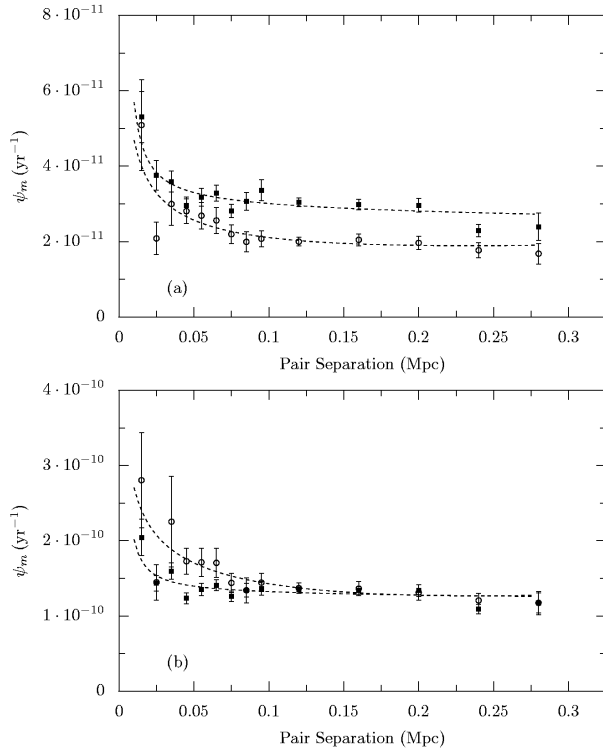 8 · 10⁻¹¹
6 · 10⁻¹¹
4 · 10⁻¹¹
2 · 10⁻¹¹
0
ψₘ (yr⁻¹)
(a)
0 0.05 0.1 0.15 0.2 0.25 0.3
Pair Separation (Mpc)
4 · 10⁻¹⁰
3 · 10⁻¹⁰
2 · 10⁻¹⁰
1 · 10⁻¹⁰
0
ψₘ (yr⁻¹)
(b)
0 0.05 0.1 0.15 0.2 0.25 0.3
Pair Separation (Mpc)